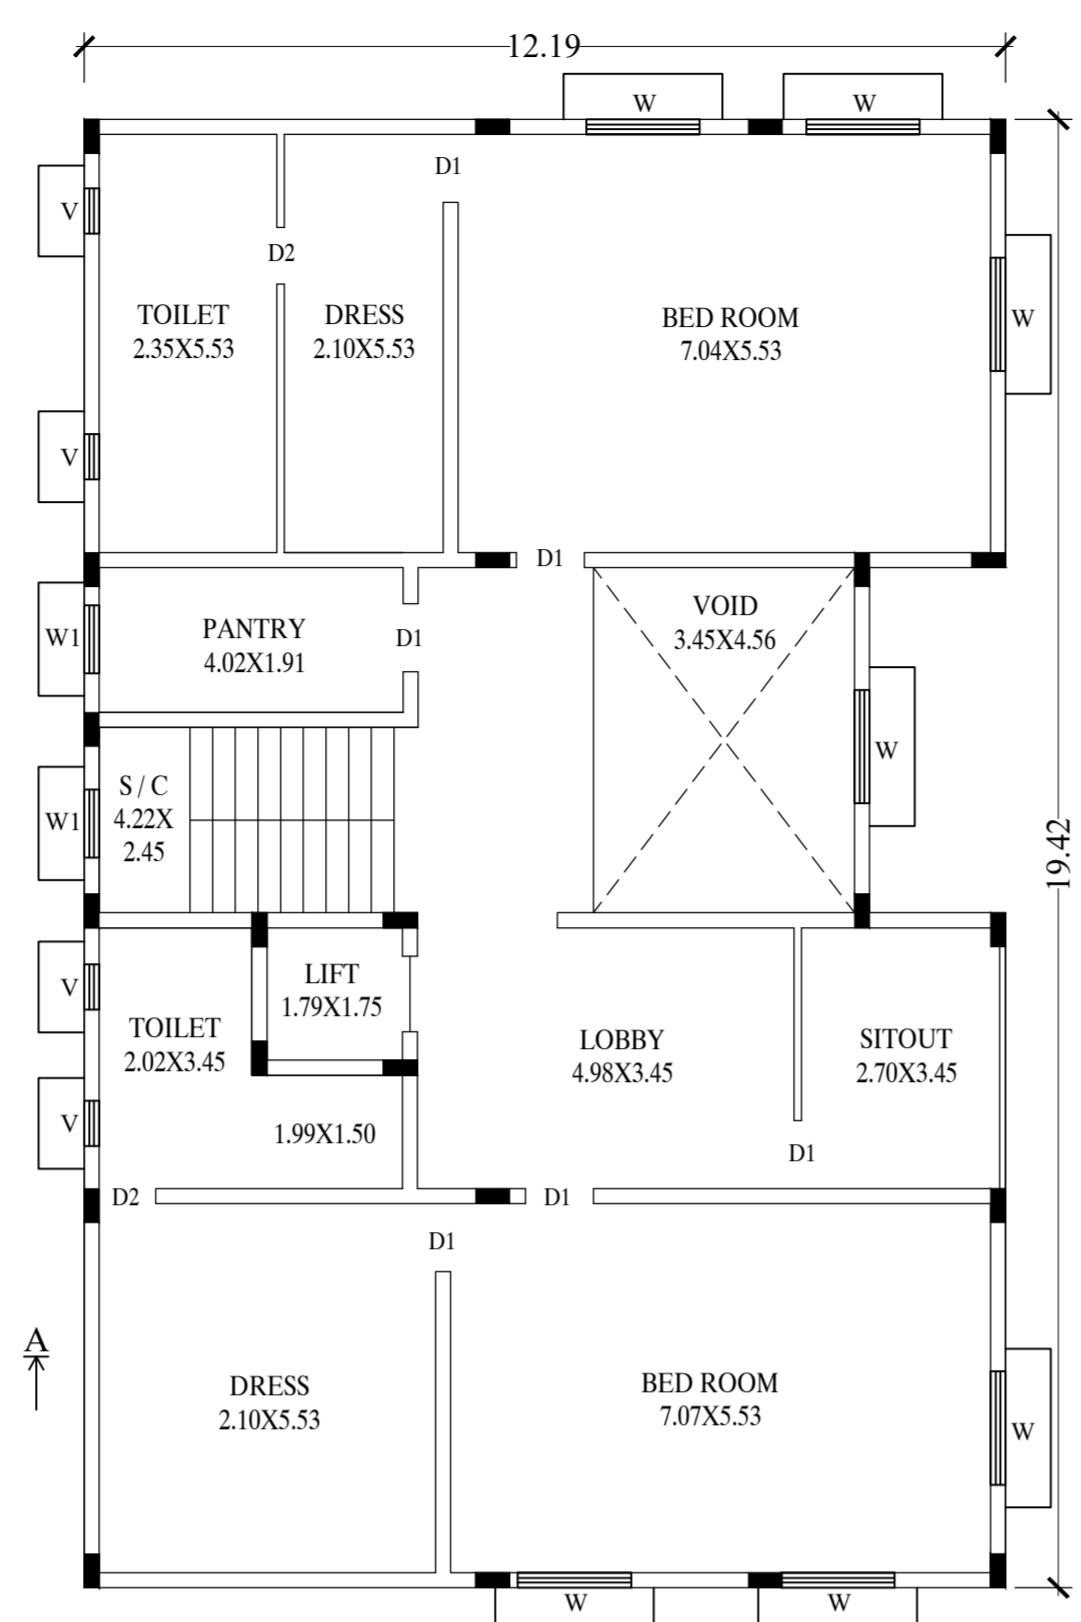 12.19
W
W
D1
V
D2
TOILET
2.35X5.53
DRESS
2.10X5.53
BED ROOM
7.04X5.53
W
V
D1
VOID
3.45X4.56
PANTRY
4.02X1.91
D1
W1
W
S / C
4.22X
2.45
W1
19.42
LIFT
1.79X1.75
V
TOILET
2.02X3.45
LOBBY
4.98X3.45
SITOUT
2.70X3.45
V
1.99X1.50
D1
D2
D1
D1
A
DRESS
2.10X5.53
BED ROOM
7.07X5.53
W
W
W